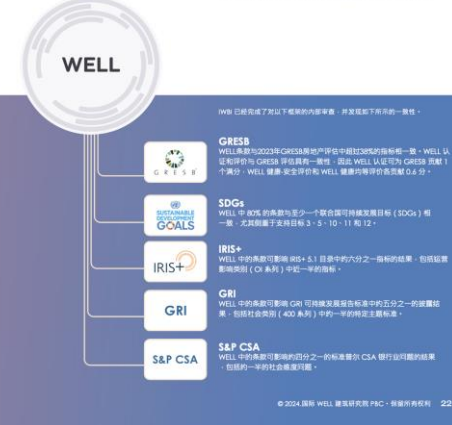 WELL
IWBI 已经完成了对以下框架的内部审查，并发现如下所示的一致性。
GRESB
GRESB
WELL条款与2023年GRESB房地产评估中超过38%的指标相一致。WELL 认
证和评价与 GRESB 评估具有一致性，因此 WELL 认证可为 GRESB 贡献 1
个满分，WELL 健康-安全评价和 WELL 健康均等评价各贡献 0.6 分。
SUSTAINABLE
DEVELOPMENT
GOALS
SDGs
WELL 中 80% 的条款与至少一个联合国可持续发展目标 ( SDGs ) 相
一致，尤其侧重于支持目标 3、5、10、11 和 12。
IRIS+
IRIS+
WELL 中的条款可影响 IRIS+ 5.1 目录中的六分之一指标的结果，包括运营
影响类别 ( OI 系列 ) 中近一半的指标。
GRI
GRI
WELL 中的条款可影响 GRI 可持续发展报告标准中的五分之一的披露结
果，包括社会类别 ( 400 系列 ) 中的一半的特定主题标准。
S&P CSA
S&P CSA
WELL 中的条款可影响约四分之一的标准普尔 CSA 银行业问题的结果
，包括约一半的社会维度问题。
© 2024.国际 WELL 建筑研究院 PBC。保留所有权利 22